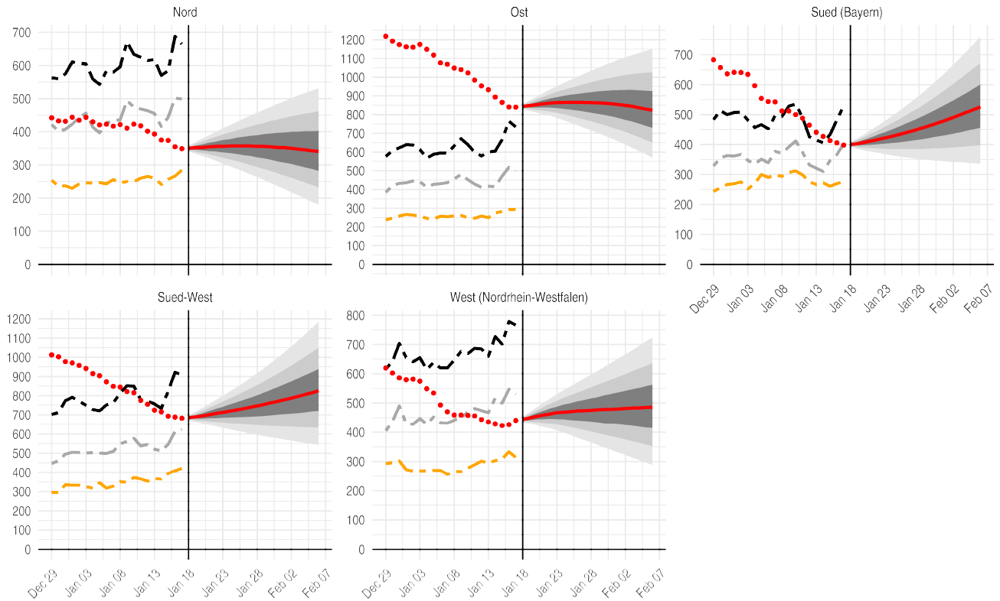 Nord
700
600
500
400
300
200
100
0
Ost
1200
1100
1000
900
800
700
600
500
400
300
200
100
0
Sued (Bayern)
700
600
500
400
300
200
100
0
Dec 29
Jan 03
Jan 08
Jan 13
Jan 18
Jan 23
Jan 28
Feb 02
Feb 07
Sued-West
1200
1100
1000
900
800
700
600
500
400
300
200
100
0
Dec 29
Jan 03
Jan 08
Jan 13
Jan 18
Jan 23
Jan 28
Feb 02
Feb 07
West (Nordrhein-Westfalen)
800
700
600
500
400
300
200
100
0
Dec 29
Jan 03
Jan 08
Jan 13
Jan 18
Jan 23
Jan 28
Feb 02
Feb 07